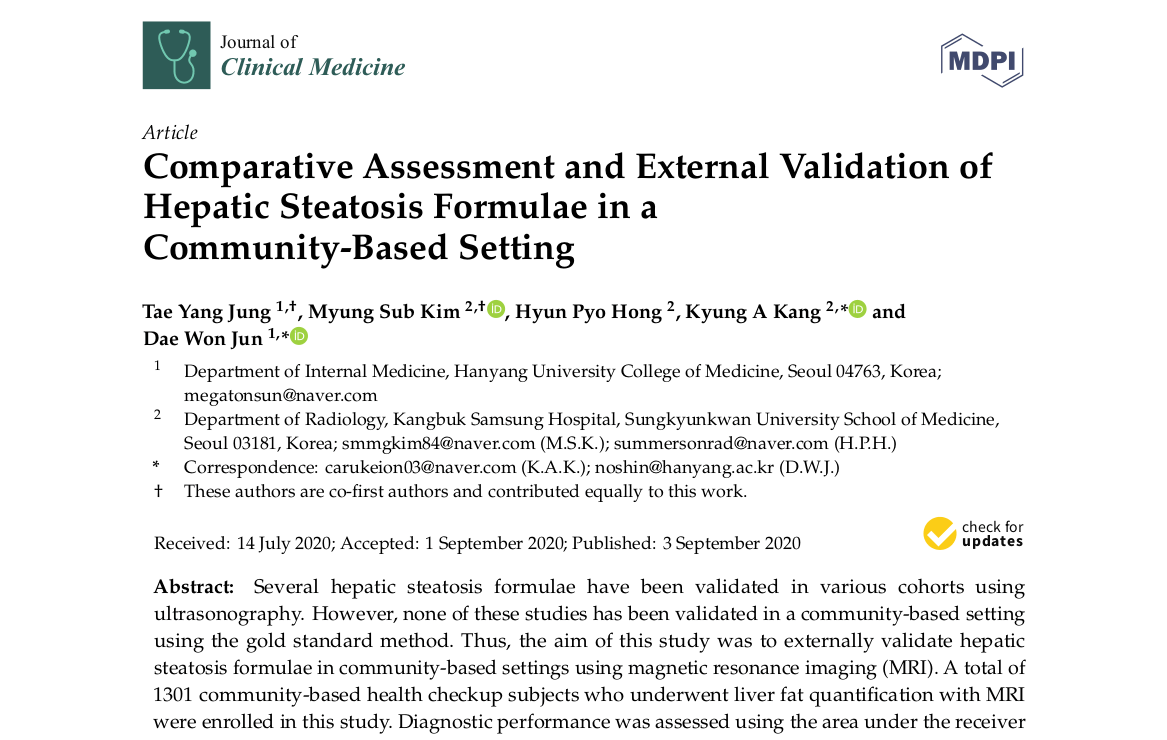 Journal of
Clinical Medicine
MDPI
Article
Comparative Assessment and External Validation of
Hepatic Steatosis Formulae in a
Community-Based Setting
Tae Yang Jung 1,†, Myung Sub Kim 2,† iD, Hyun Pyo Hong 2, Kyung A Kang 2,* iD and
Dae Won Jun 1,* iD
1 Department of Internal Medicine, Hanyang University College of Medicine, Seoul 04763, Korea;
megatonsun@naver.com
2 Department of Radiology, Kangbuk Samsung Hospital, Sungkyunkwan University School of Medicine,
Seoul 03181, Korea; smmgkim84@naver.com (M.S.K.); summersonrad@naver.com (H.P.H.)
* Correspondence: carukeion03@naver.com (K.A.K.); noshin@hanyang.ac.kr (D.W.J.)
† These authors are co-first authors and contributed equally to this work.
check for
updates
Received: 14 July 2020; Accepted: 1 September 2020; Published: 3 September 2020
Abstract: Several hepatic steatosis formulae have been validated in various cohorts using
ultrasonography. However, none of these studies has been validated in a community-based setting
using the gold standard method. Thus, the aim of this study was to externally validate hepatic
steatosis formulae in community-based settings using magnetic resonance imaging (MRI). A total of
1301 community-based health checkup subjects who underwent liver fat quantification with MRI
were enrolled in this study. Diagnostic performance was assessed using the area under the receiver